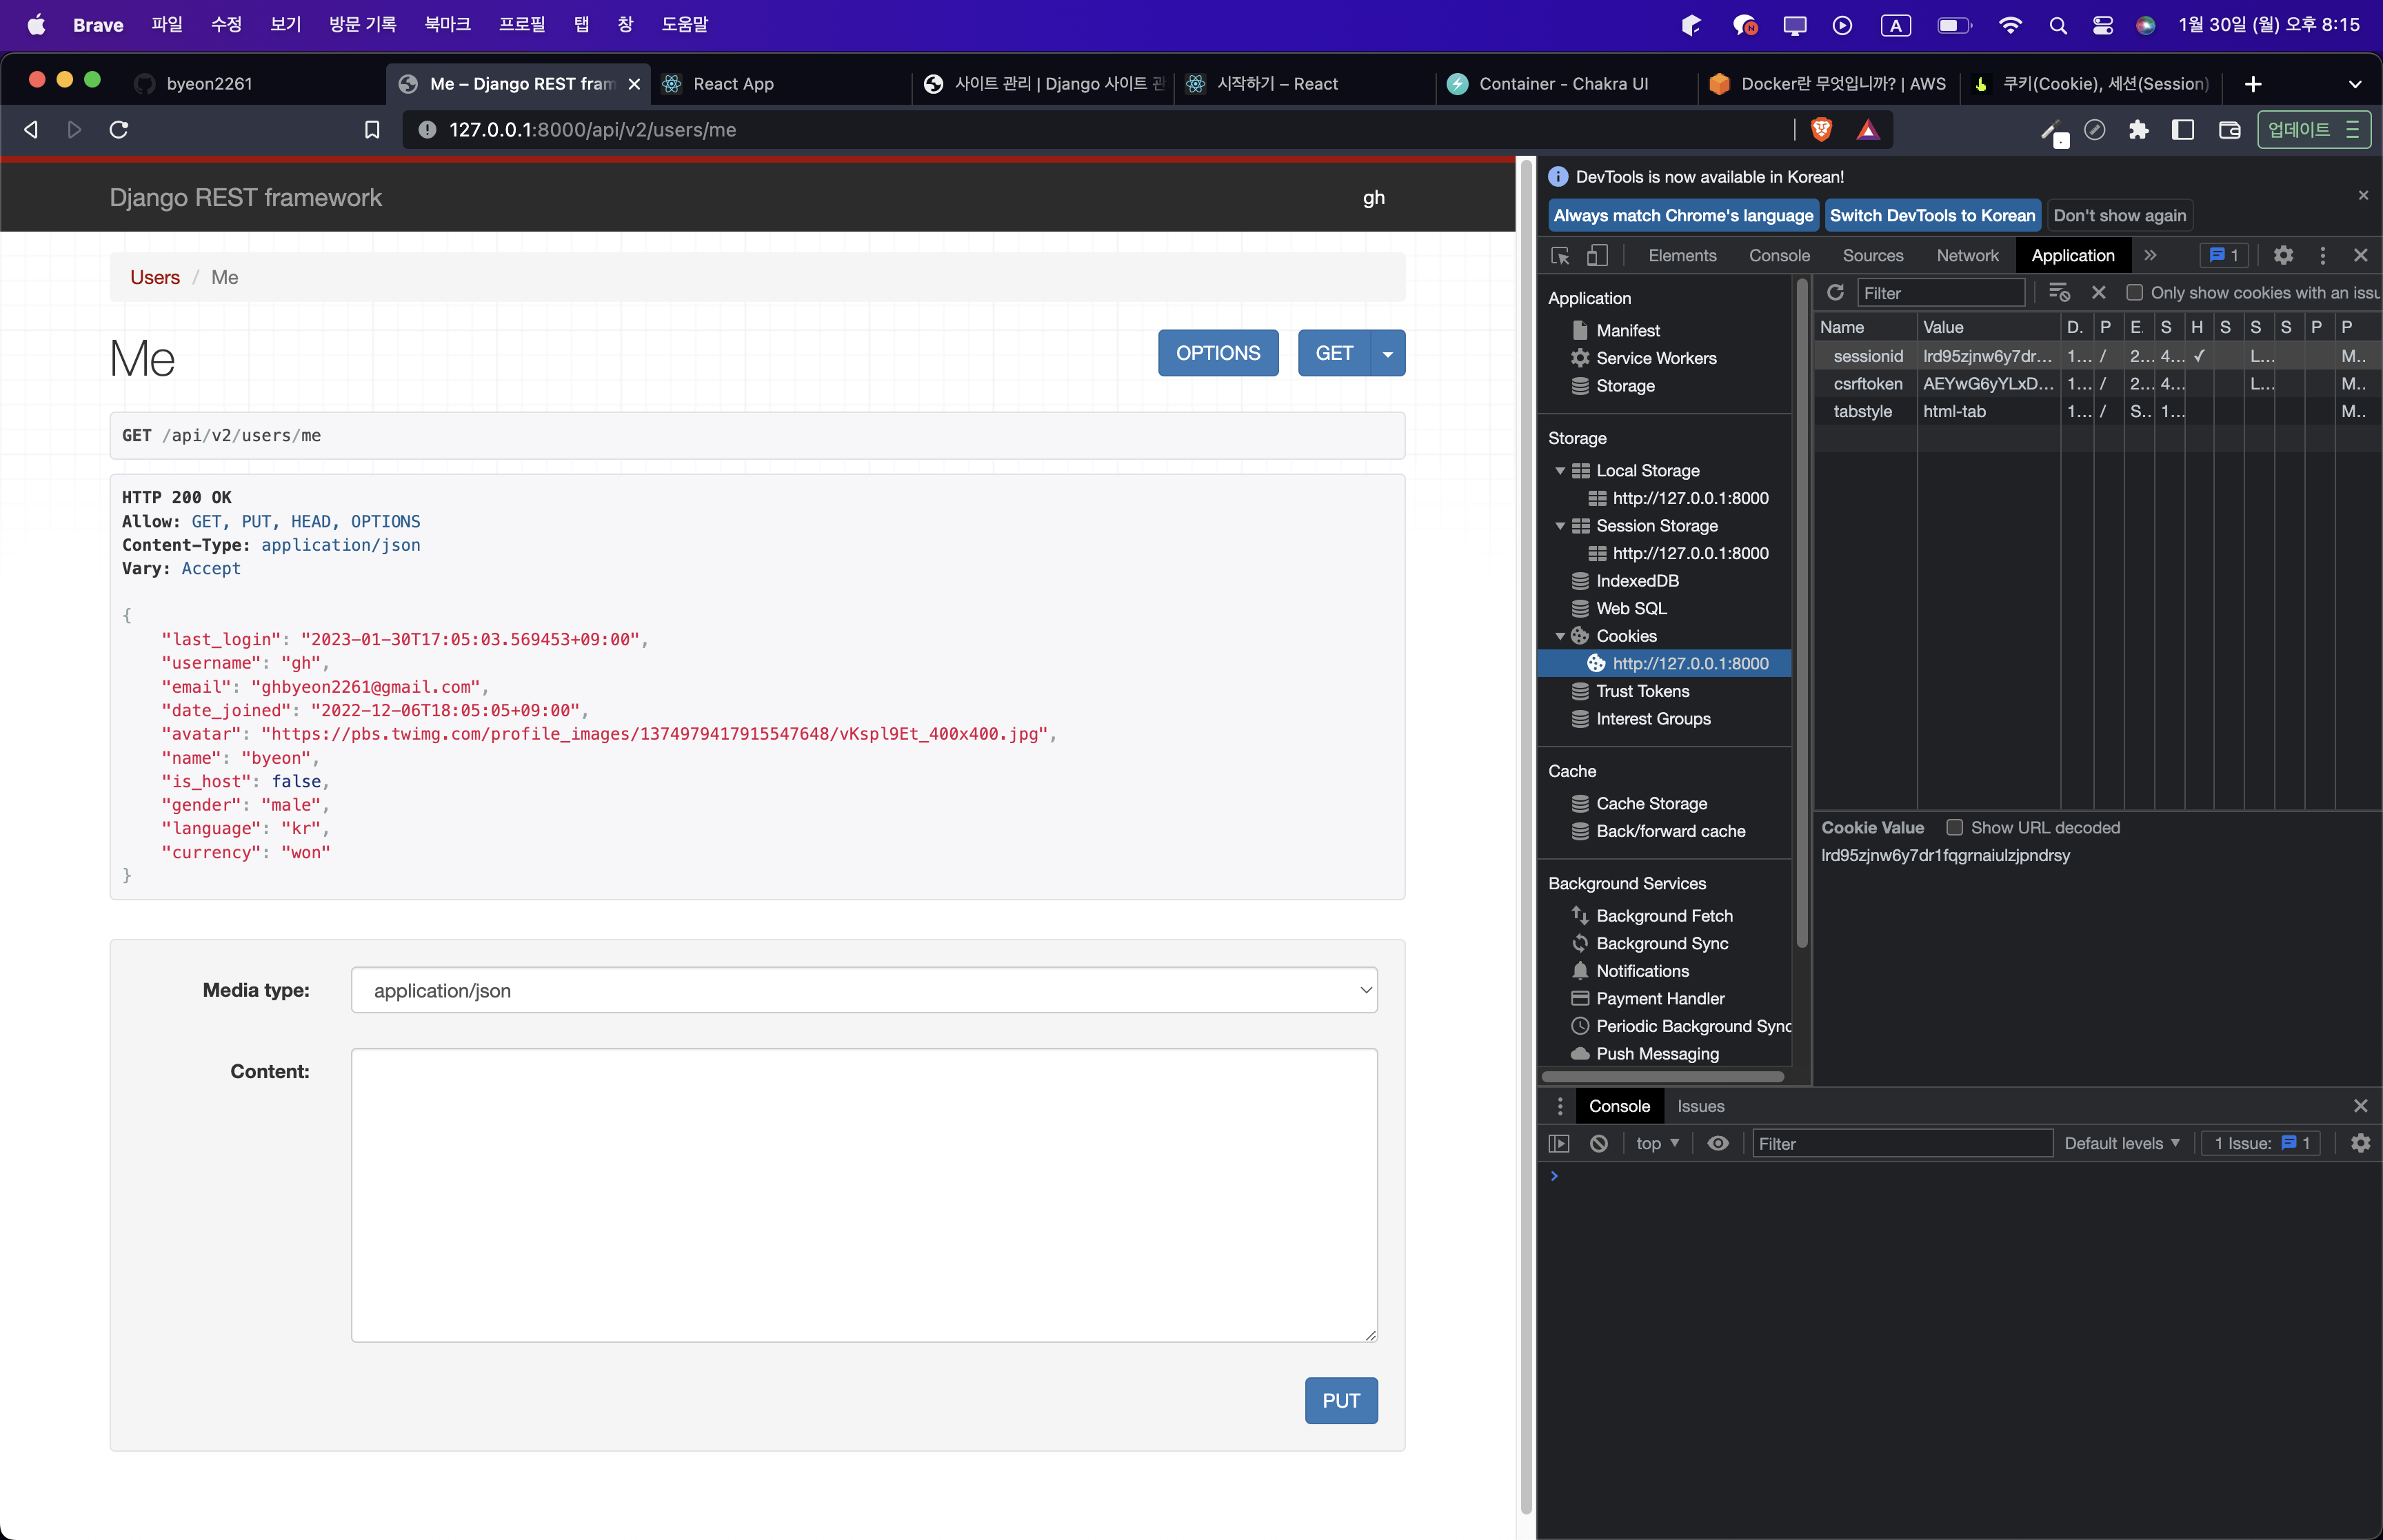 Brave 파일 수정 보기 방문 기록 북마크 프로필 탭 창 도움말 A 1월 30일 (월) 오후 8:15
byeon2261 Me – Django REST fram React App 사이트 관리 | Django 사이트 관 시작하기 – React Container - Chakra UI Docker란 무엇입니까? | AWS 쿠키(Cookie), 세션(Session)
127.0.0.1:8000/api/v2/users/me 업데이트
Django REST framework gh
Users / Me
Me
OPTIONS GET
GET /api/v2/users/me
HTTP 200 OK
Allow: GET, PUT, HEAD, OPTIONS
Content-Type: application/json
Vary: Accept
{
"last_login": "2023-01-30T17:05:03.569453+09:00",
"username": "gh",
"email": "ghbyeon2261@gmail.com",
"date_joined": "2022-12-06T18:05:05+09:00",
"avatar": "https://pbs.twimg.com/profile_images/1374979417915547648/vKspl9Et_400x400.jpg",
"name": "byeon",
"is_host": false,
"gender": "male",
"language": "kr",
"currency": "won"
}
Media type: application/json
Content:
PUT
DevTools is now available in Korean!
Always match Chrome's language Switch DevTools to Korean Don't show again
Elements Console Sources Network Application 1
Application
Manifest
Service Workers
Storage
Storage
Local Storage
http://127.0.0.1:8000
Session Storage
http://127.0.0.1:8000
IndexedDB
Web SQL
Cookies
http://127.0.0.1:8000
Trust Tokens
Interest Groups
Cache
Cache Storage
Back/forward cache
Background Services
Background Fetch
Background Sync
Notifications
Payment Handler
Periodic Background Sync
Push Messaging
Filter Only show cookies with an issu
Name Value D. P E. S H S S S P P
sessionid lrd95zjnw6y7dr... 1... / 2... 4... ✓ L... M..
csrftoken AEYwG6yYLxD... 1... / 2... 4... L... M..
tabstyle html-tab 1... / S.. 1... M..
Cookie Value Show URL decoded
lrd95zjnw6y7dr1fqgrnaiulzjpndrsy
Console Issues
top Filter Default levels 1 Issue: 1